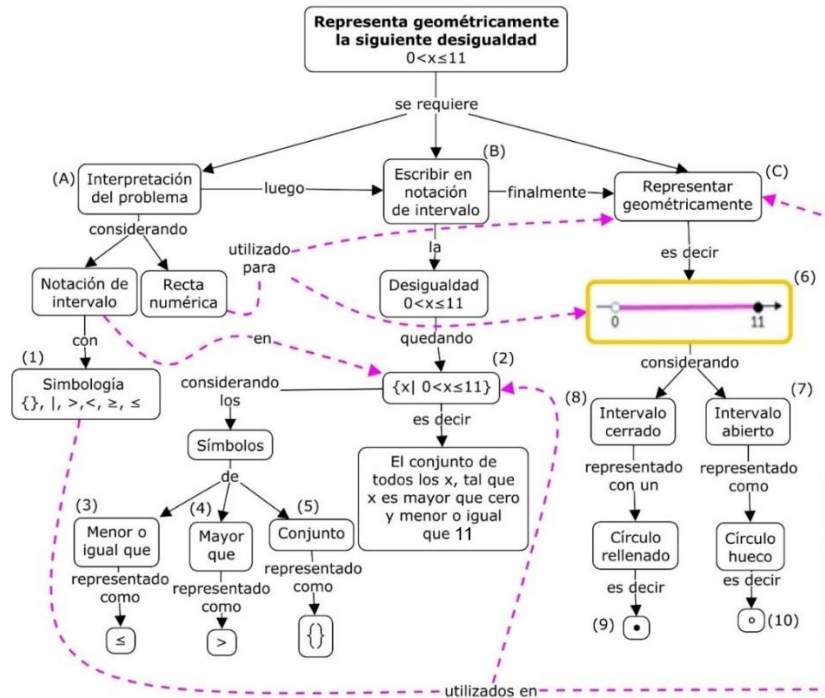 Representa geométricamente
la siguiente desigualdad
0<x≤11
se requiere
(A)
Interpretación
del problema
luego
(B)
Escribir en
notación
de intervalo
finalmente
(C)
Representar
geométricamente
considerando
utilizado
para
la
es decir
Notación de
intervalo
Recta
numérica
Desigualdad
0<x≤11
(6)
0
11
con
en
quedando
considerando
(1)
Simbología
{}, |, >,<, ≥, ≤
considerando
los
(2)
{x| 0<x≤11}
es decir
(8)
Intervalo
cerrado
(7)
Intervalo
abierto
Símbolos
de
El conjunto de
todos los x, tal que
x es mayor que cero
y menor o igual
que 11
representado
con un
representado
como
(3)
Menor o
igual que
(4)
Mayor
que
(5)
Conjunto
Círculo
rellenado
Círculo
hueco
representado
como
representado
como
representado
como
es decir
es decir
≤
>
{}
(9)
(10)
utilizados en